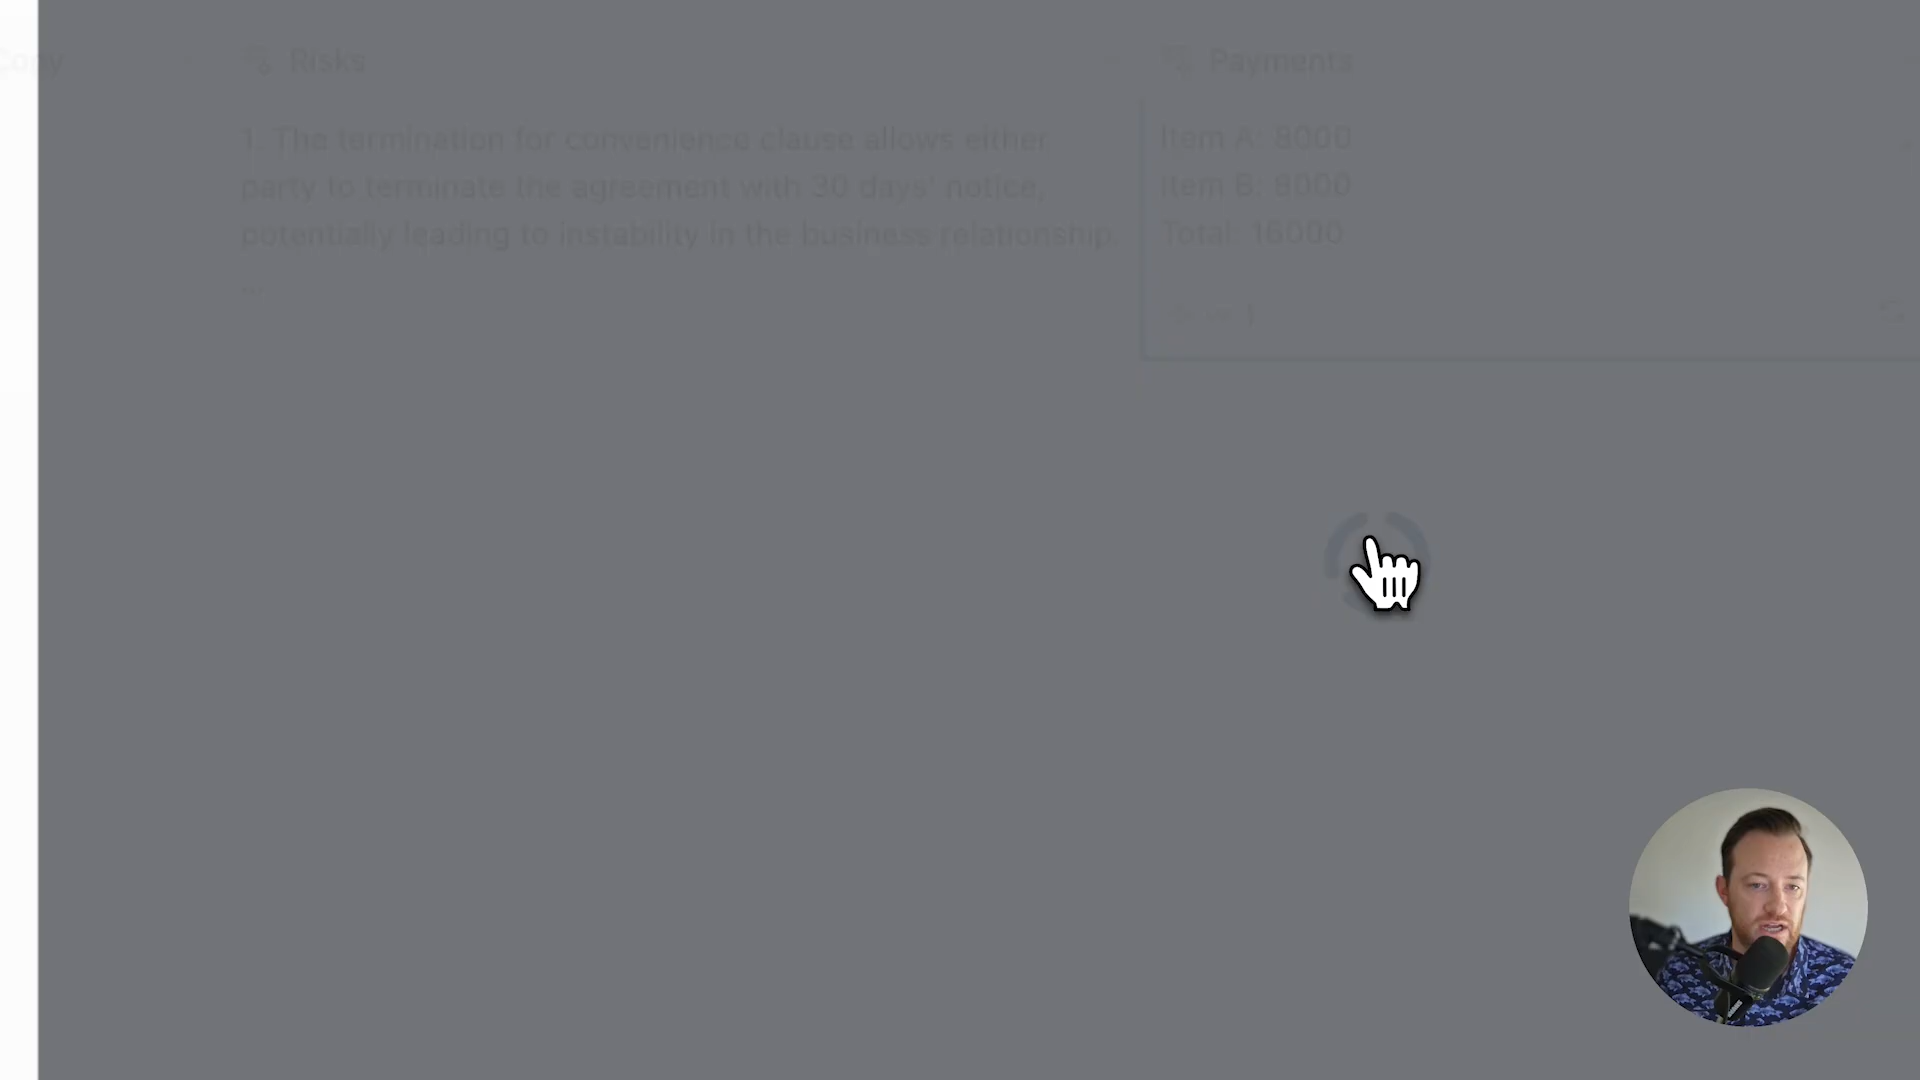 Copy
Risks
Payments
1. The termination for convenience clause allows either
party to terminate the agreement with 30 days' notice,
potentially leading to instability in the business relationship.
...
Item A: 8000
Item B: 8000
Total: 16000